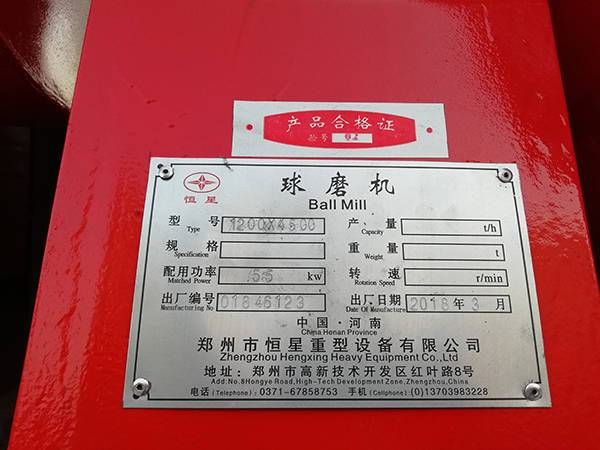 产品合格证
验号 02
恒星
球磨机
Ball Mill
型号 1200X4500 产量 t/h
Type Capacity
规格 重量 t
Specification Weight
配用功率 55 kw 转速 r/min
Matched Power Rotation Speed
出厂编号 01846123 出厂日期 2018年3月
Manufacturing No Date Of Manufacture
中国·河南
China Henan Province
郑州市恒星重型设备有限公司
Zhengzhou Hengxing Heavy Equipment Co.,Ltd
地址：郑州市高新技术开发区红叶路8号
Add:No.8Hongye Road,High-Tech Development Zone,Zhengzhou,China
电话(Telephone)：0371-67858753 手机(Cellphone)：(0)13703983228